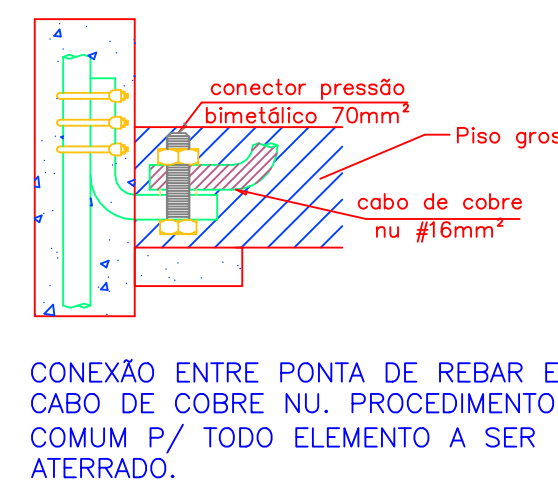 conector pressão
bimetálico 70mm²
Piso
cabo de cobre
nu #16mm²
CONEXÃO ENTRE PONTA DE REBAR E
CABO DE COBRE NU. PROCEDIMENTO
COMUM P/ TODO ELEMENTO A SER
ATERRADO.